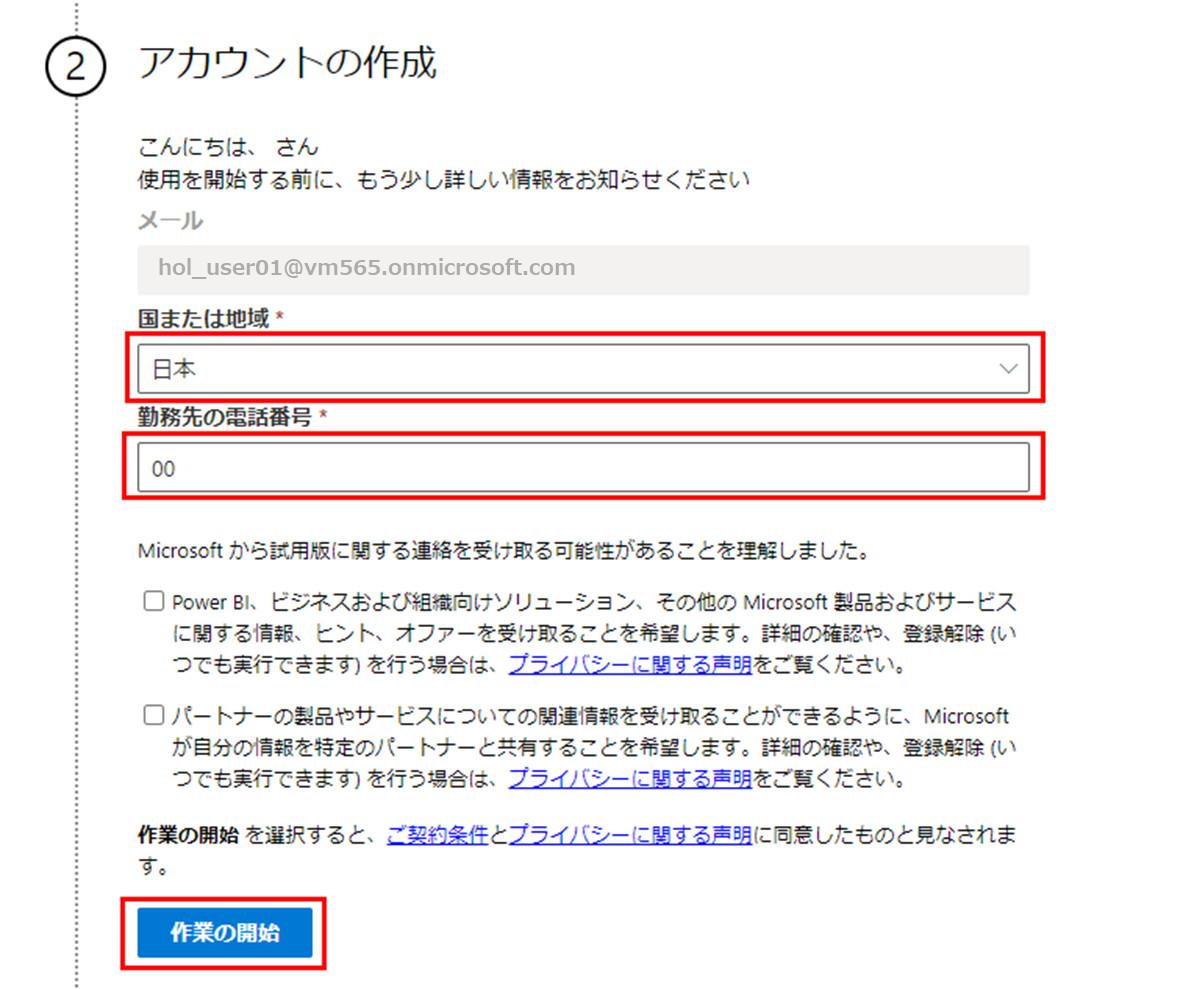 2
アカウントの作成
こんにちは、 さん
使用を開始する前に、もう少し詳しい情報をお知らせください
メール
hol_user01@vm565.onmicrosoft.com
国または地域 *
日本
勤務先の電話番号 *
00
Microsoft から試用版に関する連絡を受け取る可能性があることを理解しました。
Power BI、ビジネスおよび組織向けソリューション、その他の Microsoft 製品およびサービス
に関する情報、ヒント、オファーを受け取ることを希望します。詳細の確認や、登録解除 (い
つでも実行できます) を行う場合は、プライバシーに関する声明をご覧ください。
パートナーの製品やサービスについての関連情報を受け取ることができるように、Microsoft
が自分の情報を特定のパートナーと共有することを希望します。詳細の確認や、登録解除 (い
つでも実行できます) を行う場合は、プライバシーに関する声明をご覧ください。
作業の開始 を選択すると、ご契約条件とプライバシーに関する声明に同意したものと見なされま
す。
作業の開始